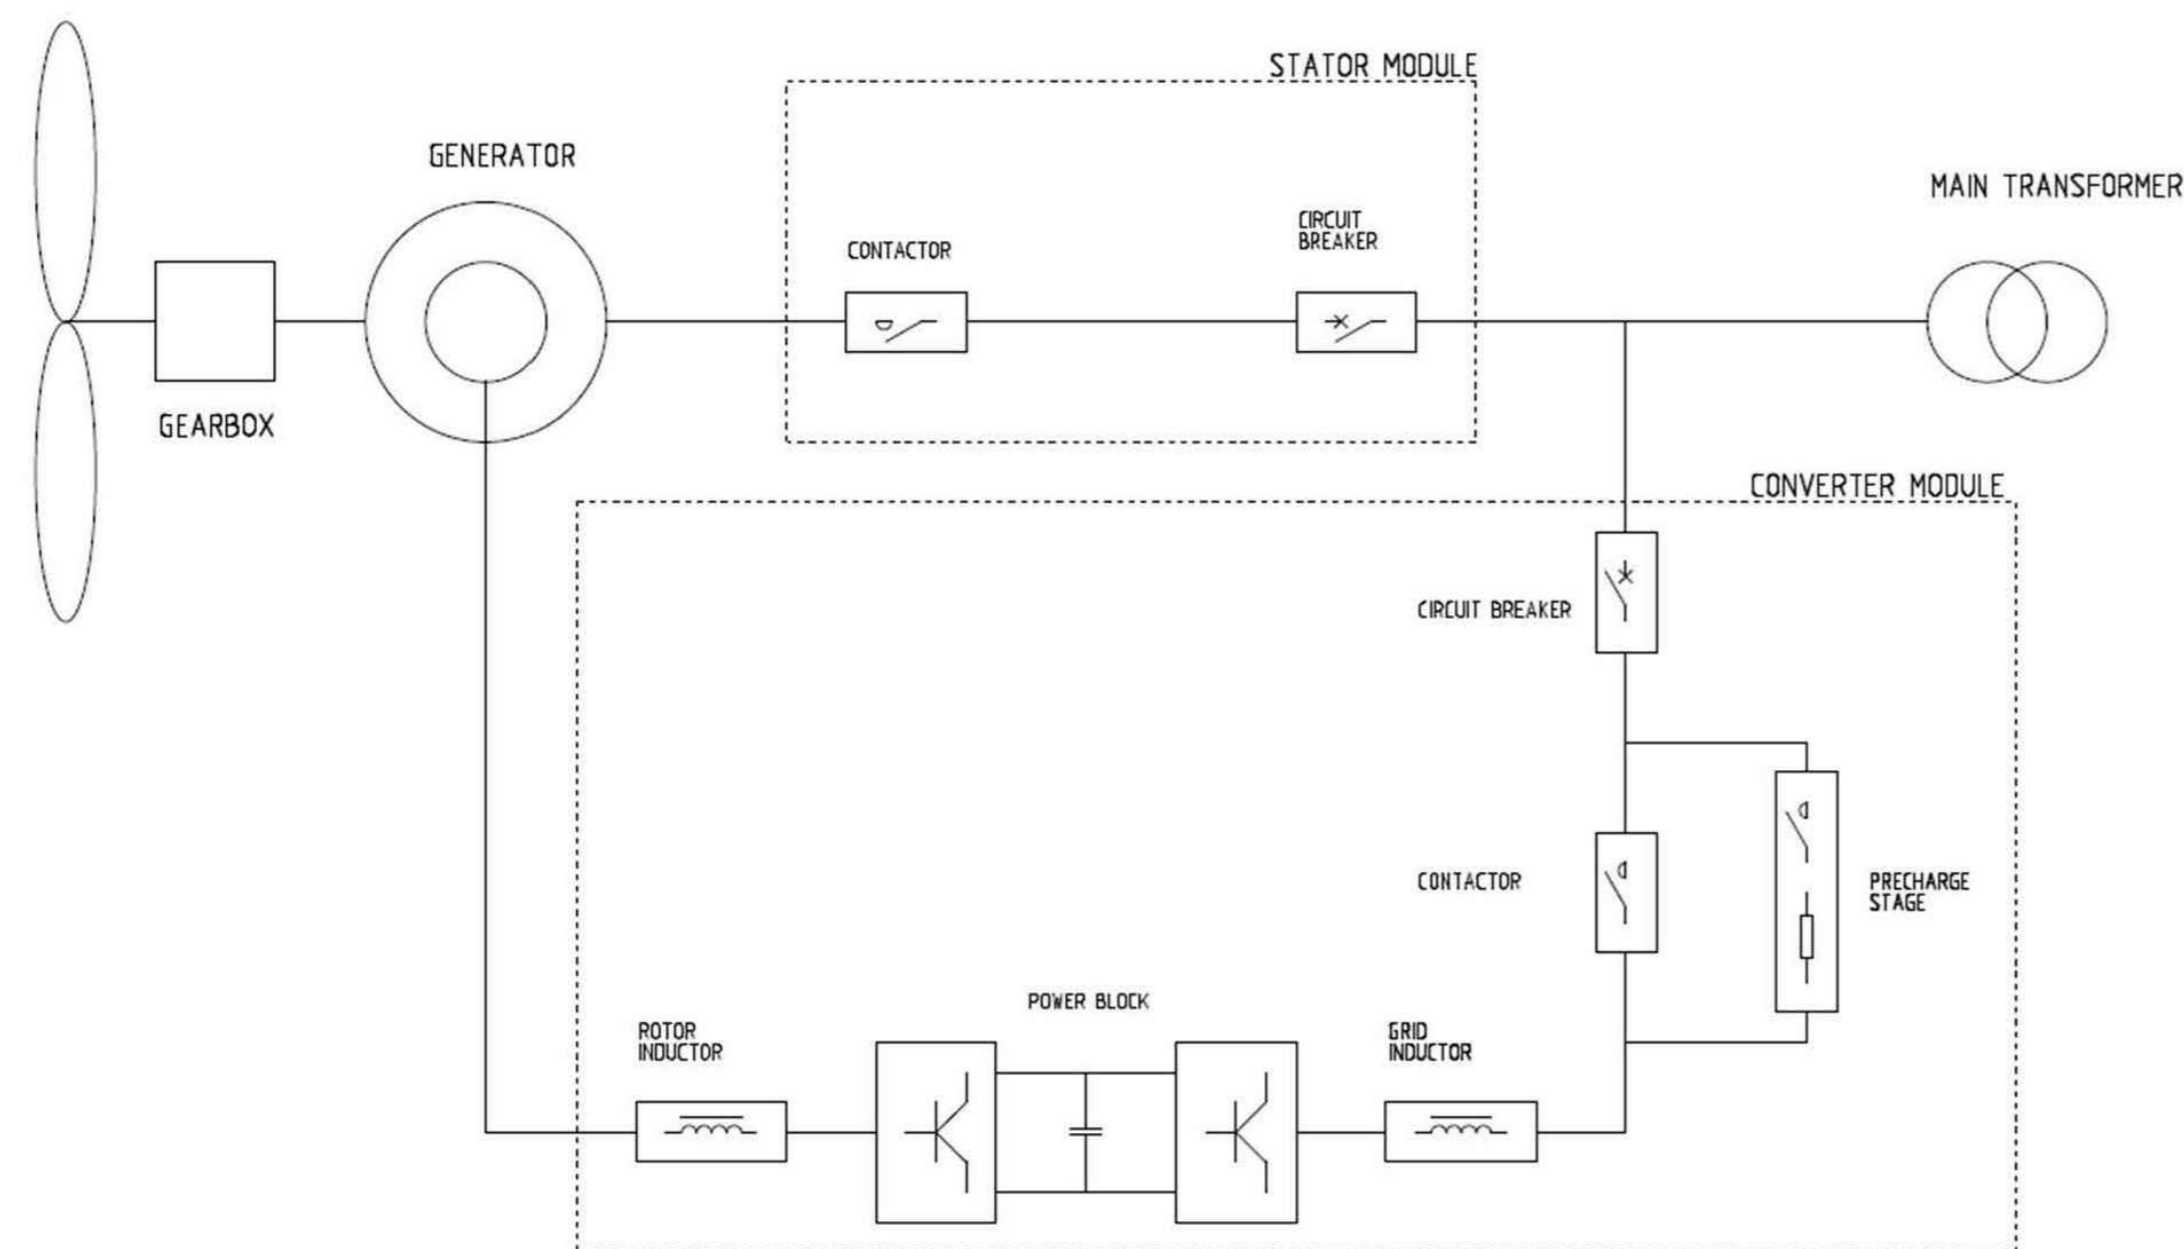 STATOR MODULE
GENERATOR
MAIN TRANSFORMER
CIRCUIT
BREAKER
CONTACTOR
GEARBOX
CONVERTER MODULE
CIRCUIT BREAKER
CONTACTOR
PRECHARGE
STAGE
POWER BLOCK
ROTOR
INDUCTOR
GRID
INDUCTOR